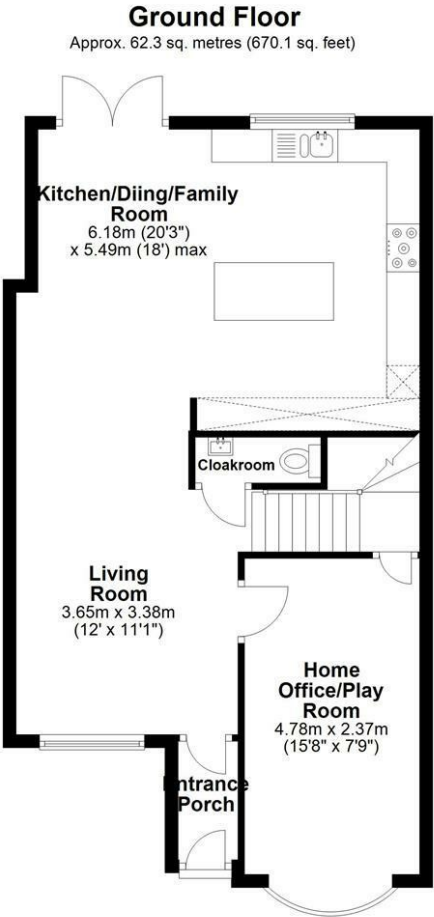 Ground Floor
Approx. 62.3 sq. metres (670.1 sq. feet)
Kitchen/Diing/Family
Room
6.18m (20'3")
x 5.49m (18') max
Cloakroom
Living
Room
3.65m x 3.38m
(12' x 11'1")
Home
Office/Play
Room
4.78m x 2.37m
(15'8" x 7'9")
Entrance
Porch